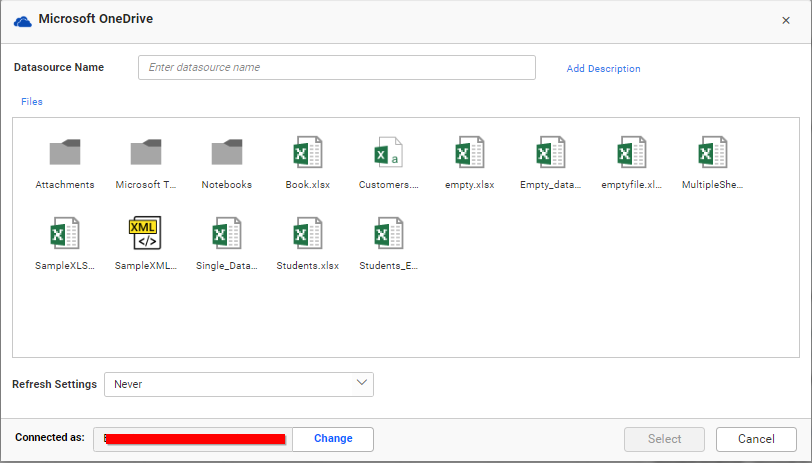 Microsoft OneDrive
Datasource Name
Enter datasource name
Add Description
Files
Attachments
Microsoft T...
Notebooks
Book.xlsx
Customers....
empty.xlsx
Empty_data...
emptyfile.xl...
MultipleShe...
SampleXLS...
XML
SampleXML...
Single_Data...
Students.xlsx
Students_E...
Refresh Settings
Never
Connected as:
Change
Select
Cancel